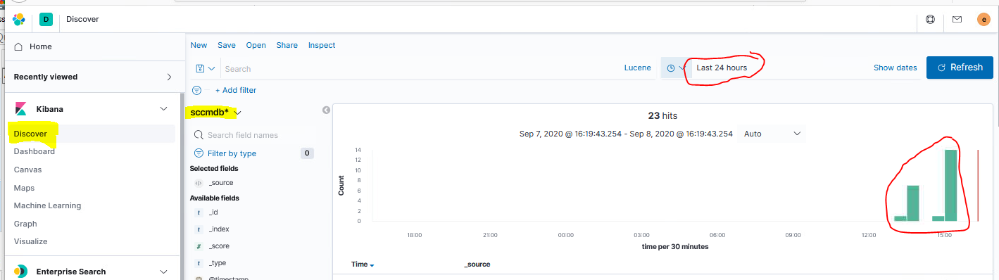 D Discover e
Home
Recently viewed
Kibana
Discover
Dashboard
Canvas
Maps
Machine Learning
Graph
Visualize
Enterprise Search
New Save Open Share Inspect
Search Lucene Last 24 hours Show dates Refresh
+ Add filter
sccmdb*
Search field names
Filter by type 0
Selected fields
_source
Available fields
t _id
t _index
# _score
t _type
@timestamp
23 hits
Sep 7, 2020 @ 16:19:43.254 - Sep 8, 2020 @ 16:19:43.254 Auto
Count
14
12
10
8
6
4
2
0
18:00 21:00 00:00 03:00 06:00 09:00 12:00 15:00
time per 30 minutes
Time _source